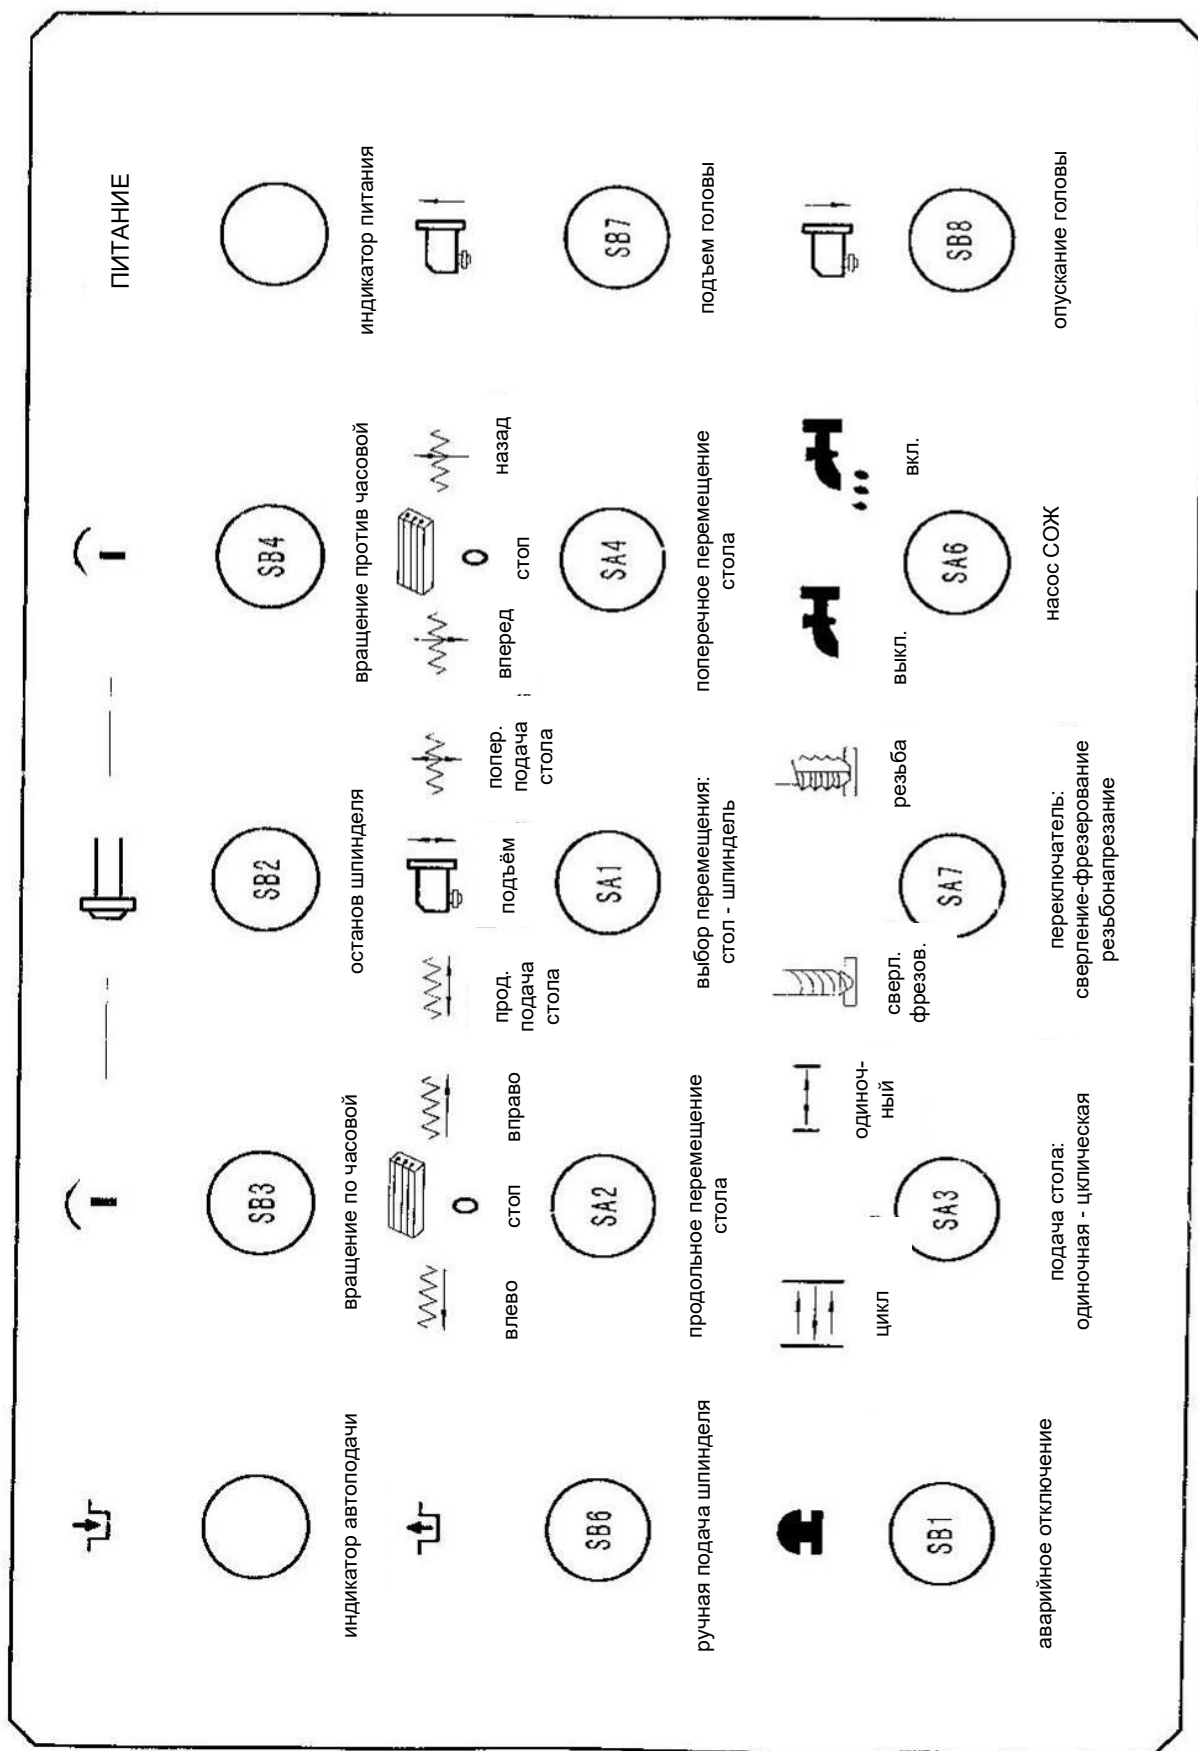 ПИТАНИЕ
SB3
SB2
SB4
индикатор автоподачи
вращение по часовой
останов шпинделя
вращение против часовой
индикатор питания
влево
0
стоп
вправо
прод.
подача
стола
подъём
попер.
подача
стола
вперед
0
стоп
назад
SB6
SA2
SA1
SA4
SB7
ручная подача шпинделя
продольное перемещение
стола
выбор перемещения:
стол - шпиндель
поперечное перемещение
стола
подъем головы
цикл
одиноч-
ный
сверл.
фрезов.
резьба
выкл.
вкл.
SB1
SA3
SA7
SA6
SB8
аварийное отключение
подача стола:
одиночная - цклическая
переключатель:
сверление-фрезерование
резьбонапрезание
насос СОЖ
опускание головы